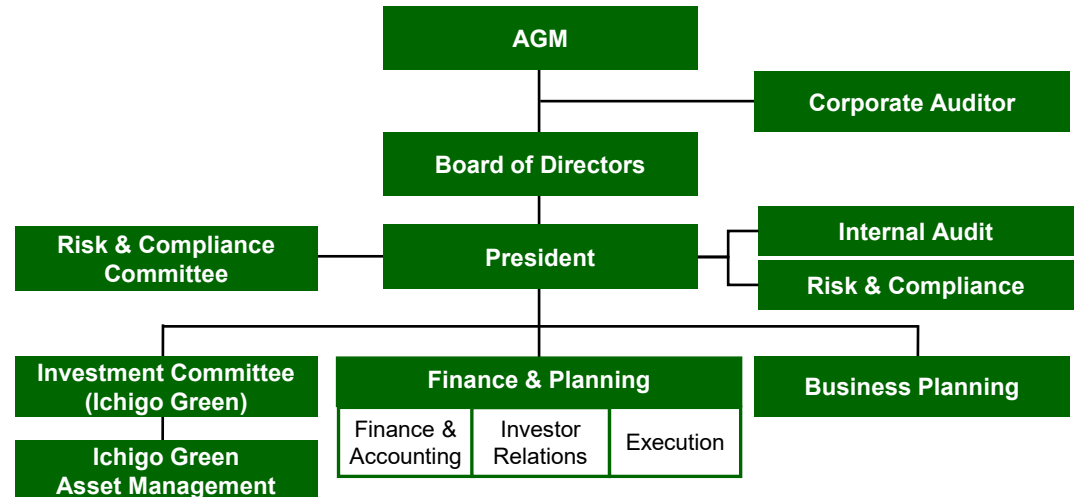 AGM
Corporate Auditor
Board of Directors
Risk & Compliance
Committee
President
Internal Audit
Risk & Compliance
Investment Committee
(Ichigo Green)
Finance & Planning
Business Planning
Finance &
Accounting
Investor
Relations
Execution
Ichigo Green
Asset Management